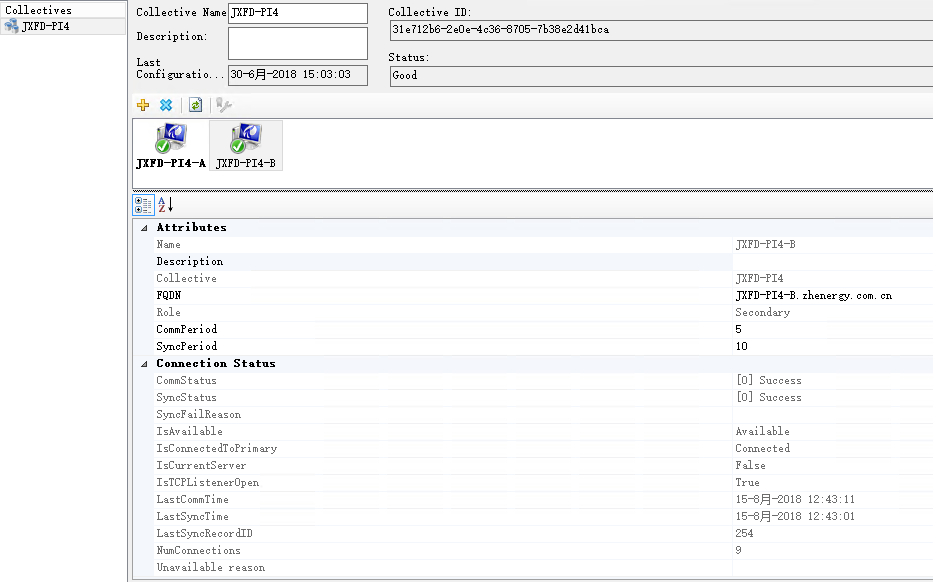 Collectives
JXFD-PI4
Collective Name JXFD-PI4
Description:
Last
Configuratio... 30-6月-2018 15:03:03
Collective ID:
31e712b6-2e0e-4c36-8705-7b38e2d41bca
Status:
Good
JXFD-PI4-A JXFD-PI4-B
Attributes
Name JXFD-PI4-B
Description
Collective JXFD-PI4
FQDN JXFD-PI4-B.zhenergy.com.cn
Role Secondary
CommPeriod 5
SyncPeriod 10
Connection Status
CommStatus [0] Success
SyncStatus [0] Success
SyncFailReason
IsAvailable Available
IsConnectedToPrimary Connected
IsCurrentServer False
IsTCPListenerOpen True
LastCommTime 15-8月-2018 12:43:11
LastSyncTime 15-8月-2018 12:43:01
LastSyncRecordID 254
NumConnections 9
Unavailable reason